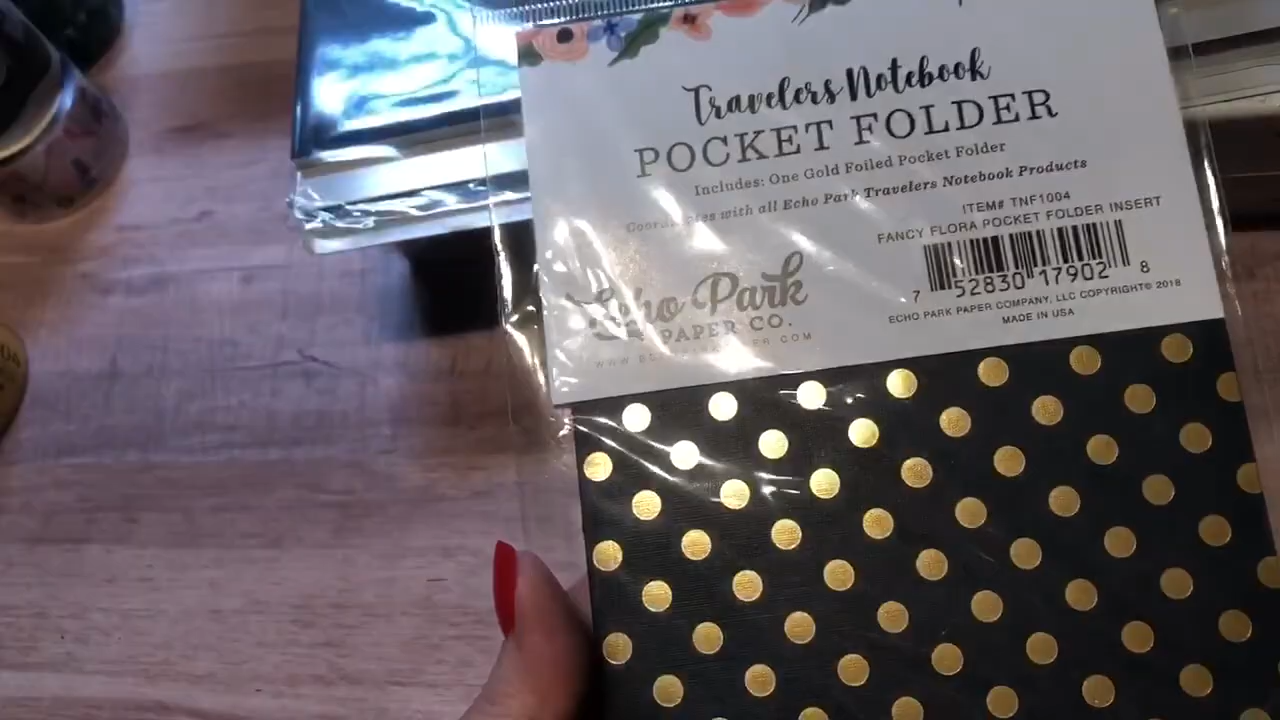 Travelers Notebook
POCKET FOLDER
Includes: One Gold Foiled Pocket Folder
Coordinates with all Echo Park Travelers Notebook Products
ITEM# TNF1004
FANCY FLORA POCKET FOLDER INSERT
7 52830 17902 8
ECHO PARK PAPER COMPANY, LLC COPYRIGHT© 2018
MADE IN USA
Echo Park
PAPER CO.